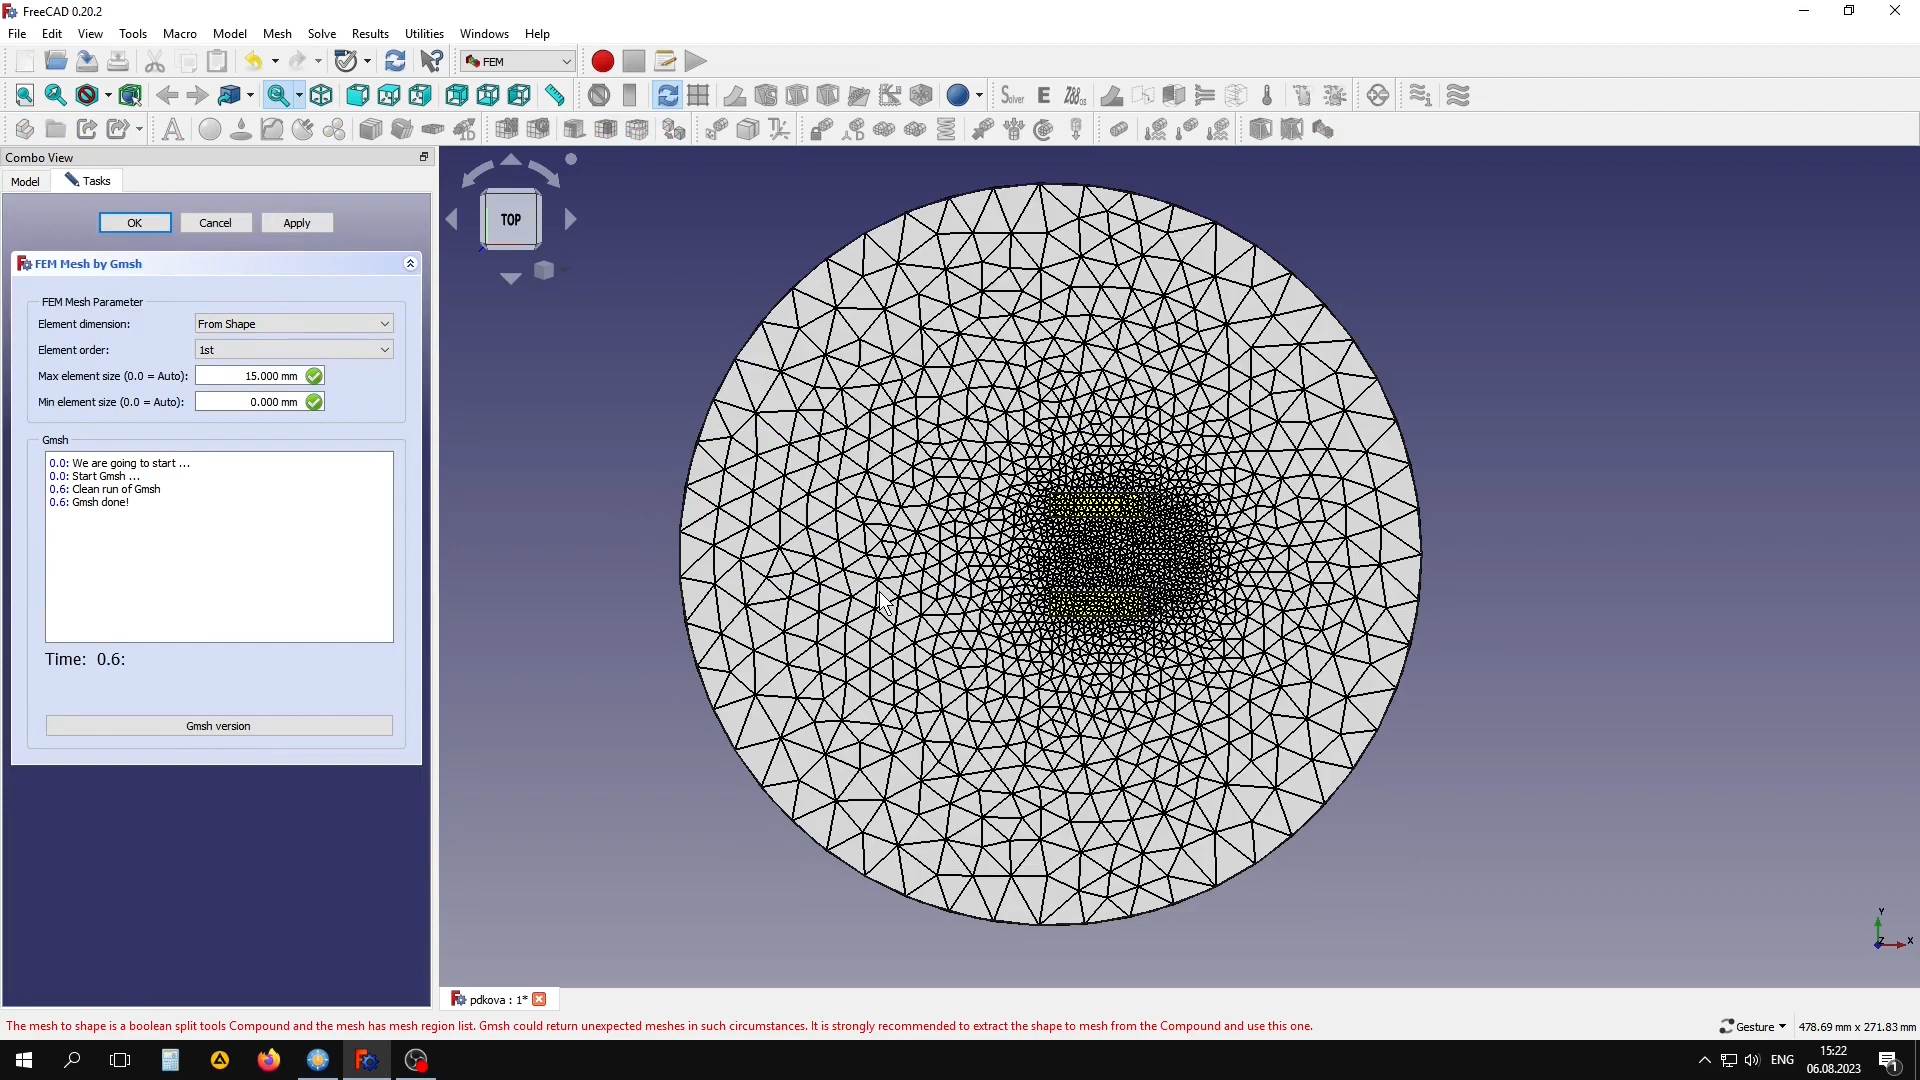 FreeCAD 0.20.2
File Edit View Tools Macro Model Mesh Solve Results Utilities Windows Help
FEM
Solver E Z88os
Combo View
Model Tasks
OK Cancel Apply
TOP
FEM Mesh by Gmsh
FEM Mesh Parameter
Element dimension: From Shape
Element order: 1st
Max element size (0.0 = Auto): 15.000 mm
Min element size (0.0 = Auto): 0.000 mm
Gmsh
0.0: We are going to start ...
0.0: Start Gmsh ...
0.6: Clean run of Gmsh
0.6: Gmsh done!
Time: 0.6:
Gmsh version
Y
Z X
pdkova : 1*
The mesh to shape is a boolean split tools Compound and the mesh has mesh region list. Gmsh could return unexpected meshes in such circumstances. It is strongly recommended to extract the shape to mesh from the Compound and use this one.
Gesture 478.69 mm x 271.83 mm
ENG
15:22
06.08.2023
1